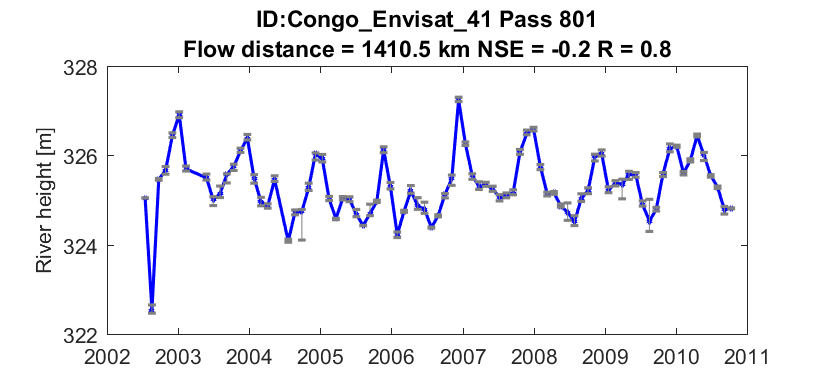 ID:Congo_Envisat_41 Pass 801
Flow distance = 1410.5 km NSE = -0.2 R = 0.8
River height [m]
328
326
324
322
2002 2003 2004 2005 2006 2007 2008 2009 2010 2011